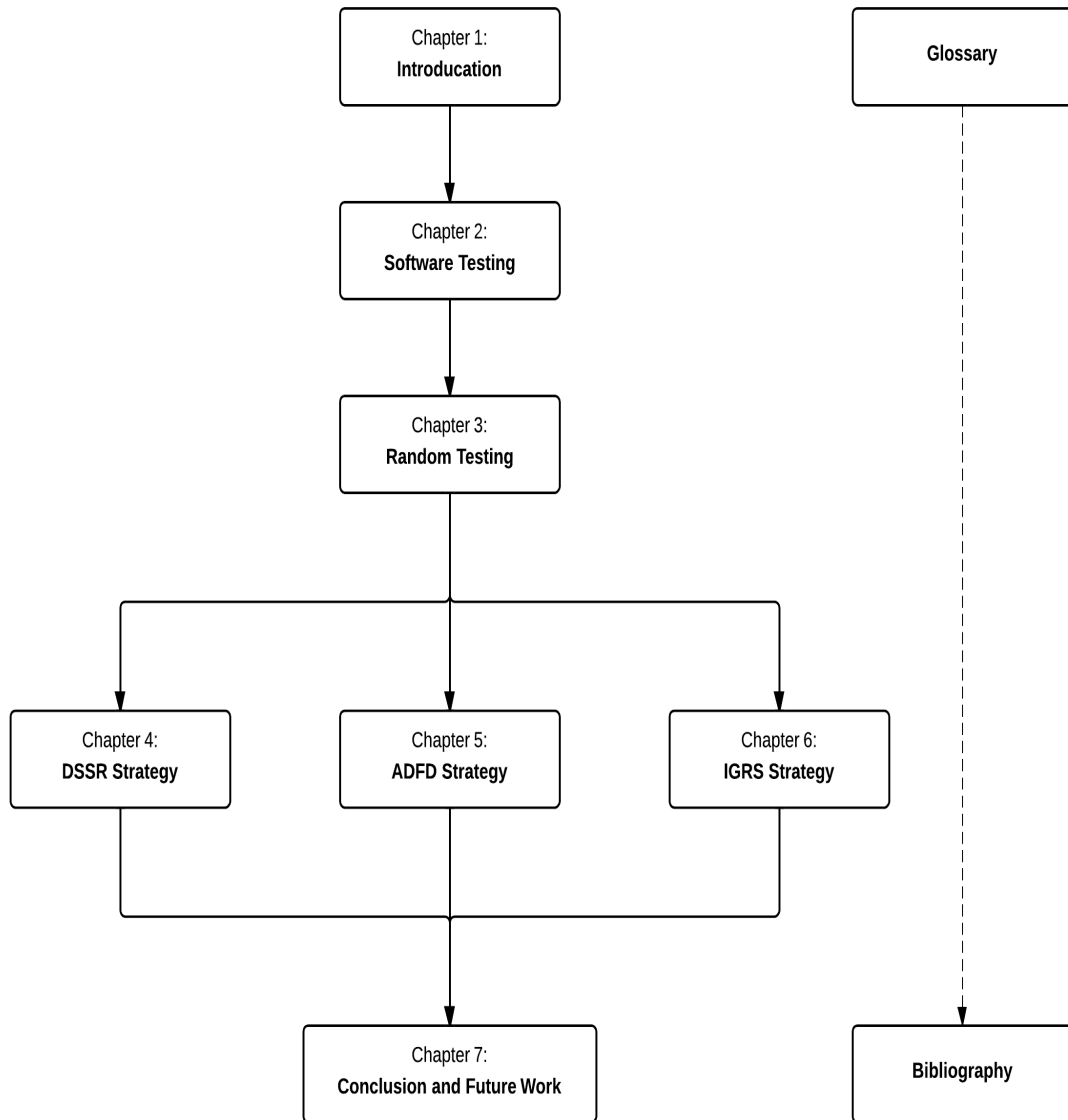 Chapter 1:
Introducation
Glossary
Chapter 2:
Software Testing
Chapter 3:
Random Testing
Chapter 4:
DSSR Strategy
Chapter 5:
ADFD Strategy
Chapter 6:
IGRS Strategy
Chapter 7:
Conclusion and Future Work
Bibliography